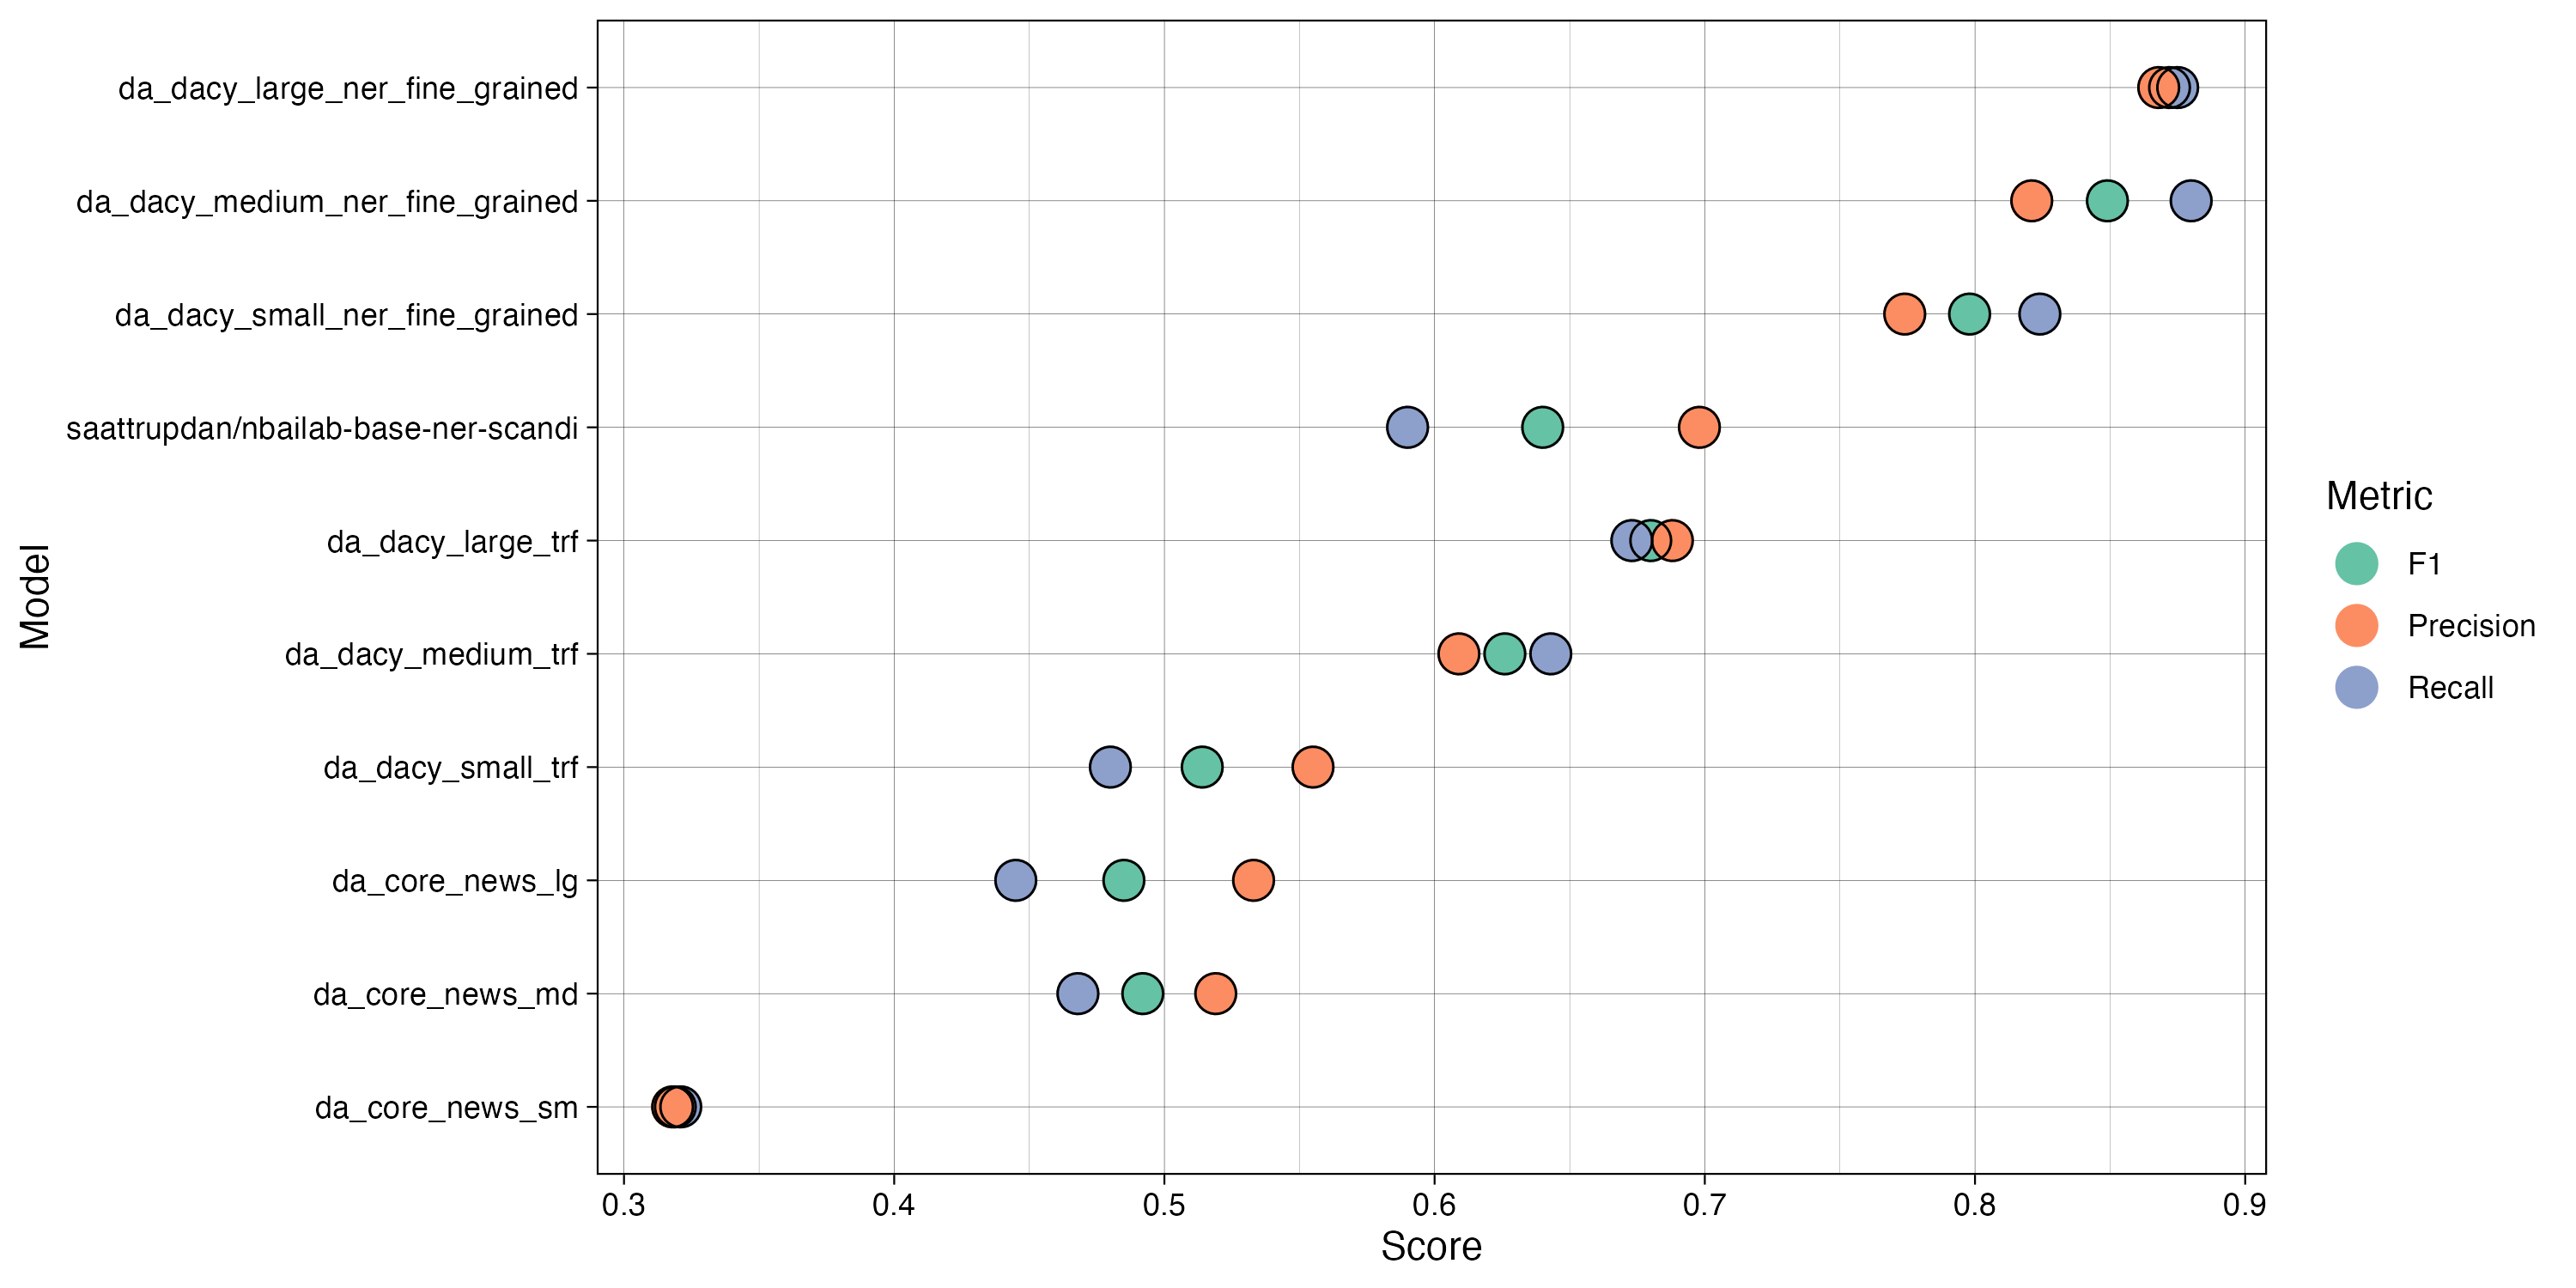 da_dacy_large_ner_fine_grained
da_dacy_medium_ner_fine_grained
da_dacy_small_ner_fine_grained
saattrupdan/nbailab-base-ner-scandi
da_dacy_large_trf
da_dacy_medium_trf
da_dacy_small_trf
da_core_news_lg
da_core_news_md
da_core_news_sm
Model
0.3 0.4 0.5 0.6 0.7 0.8 0.9
Score
Metric
F1
Precision
Recall